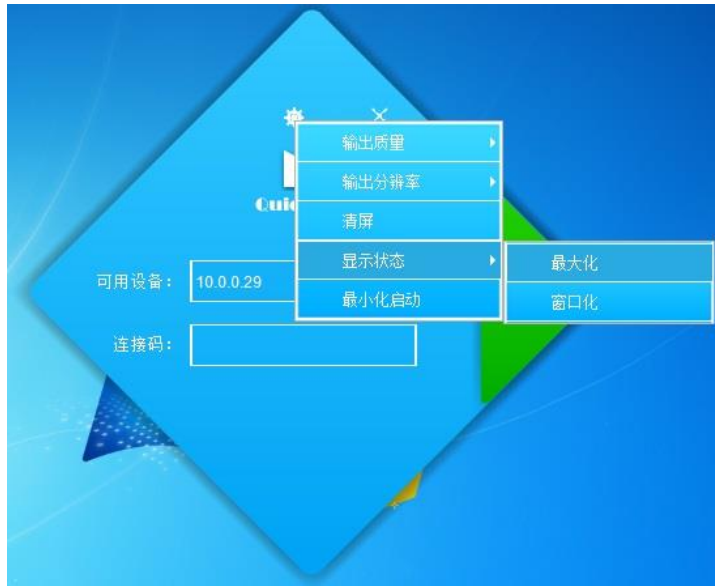 输出质量
输出分辨率
Quic
清屏
显示状态
最大化
可用设备：
10.0.0.29
最小化启动
窗口化
连接码：